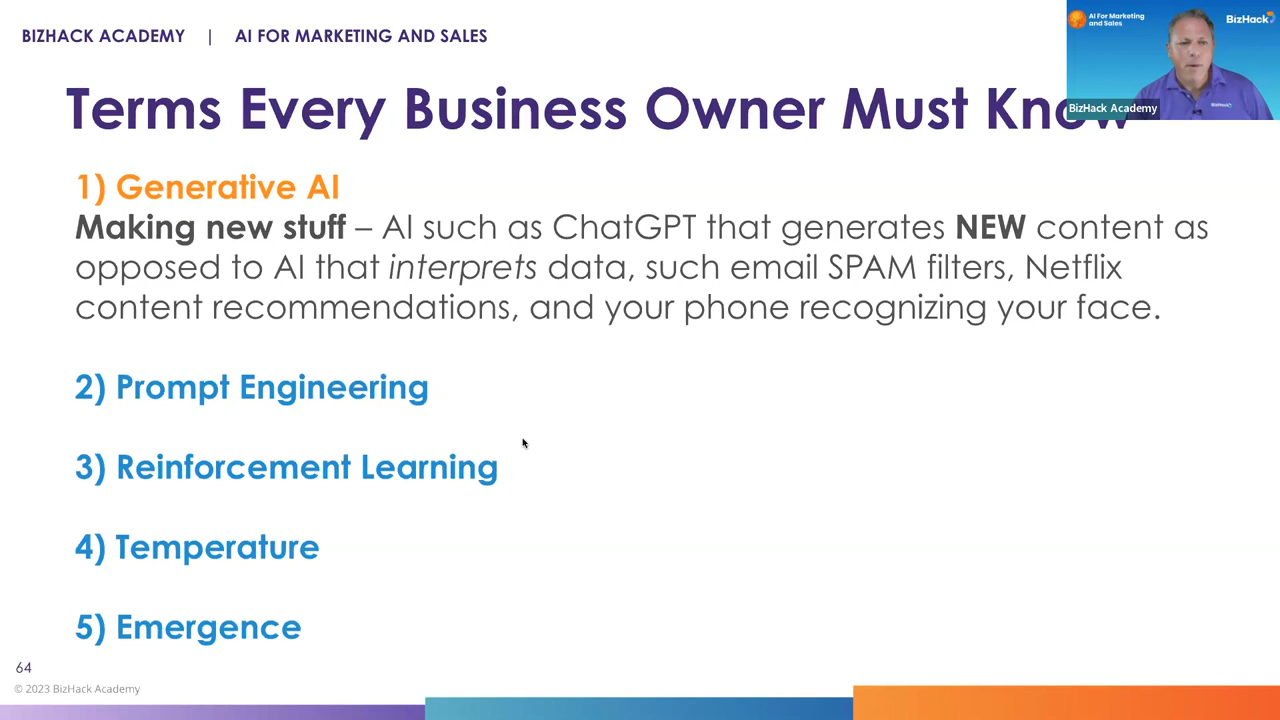 BIZHACK ACADEMY | AI FOR MARKETING AND SALES
AI For Marketing
and Sales
BizHack
BizHack Academy
Terms Every Business Owner Must Know
1) Generative AI
Making new stuff – AI such as ChatGPT that generates NEW content as
opposed to AI that interprets data, such email SPAM filters, Netflix
content recommendations, and your phone recognizing your face.
2) Prompt Engineering
3) Reinforcement Learning
4) Temperature
5) Emergence
64
© 2023 BizHack Academy